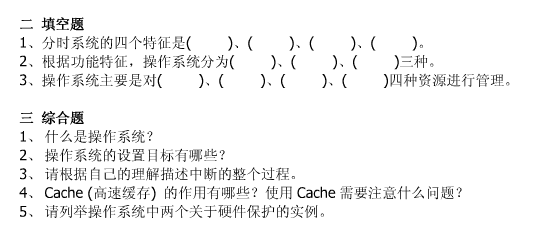 二 填空题
1、分时系统的四个特征是(    )、(    )、(    )、(    )。
2、根据功能特征，操作系统分为(    )、(    )、(    )三种。
3、操作系统主要是对(    )、(    )、(    )、(    )四种资源进行管理。
三 综合题
1、什么是操作系统？
2、操作系统的设置目标有哪些？
3、请根据自己的理解描述中断的整个过程。
4、Cache (高速缓存) 的作用有哪些？使用 Cache 需要注意什么问题？
5、请列举操作系统中两个关于硬件保护的实例。